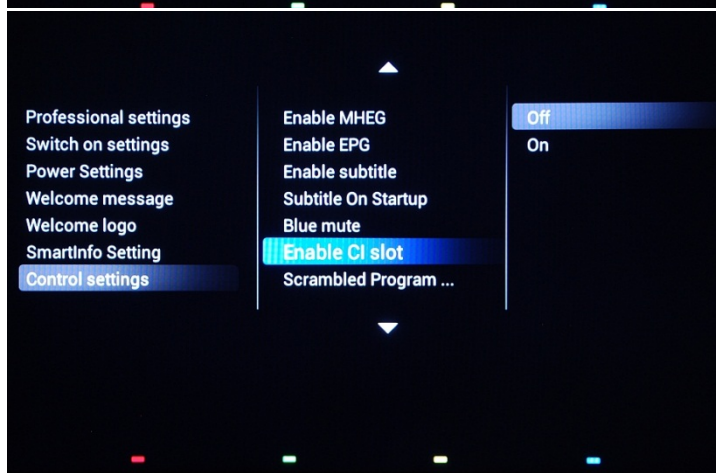 Professional settings
Switch on settings
Power Settings
Welcome message
Welcome logo
SmartInfo Setting
Control settings
Enable MHEG
Enable EPG
Enable subtitle
Subtitle On Startup
Blue mute
Enable CI slot
Scrambled Program ...
Off
On